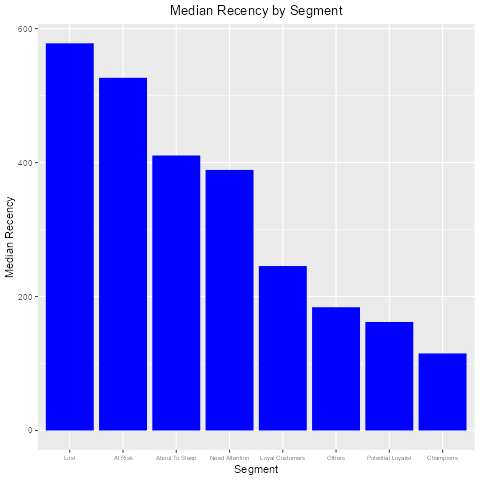 Median Recency by Segment
600
400
200
0
Median Recency
Lost At Risk About To Sleep Need Attention Loyal Customers Others Potential Loyalist Champions
Segment